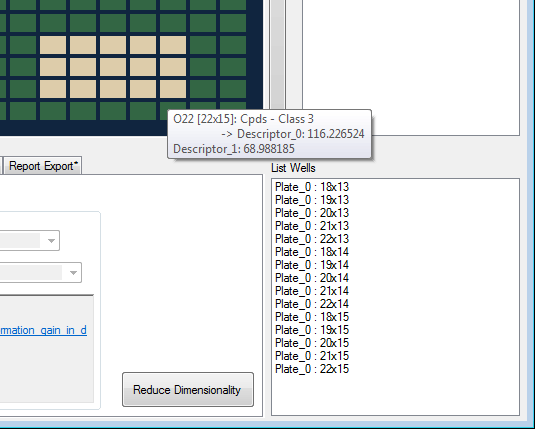 O22 [22x15]: Cpds - Class 3
-> Descriptor_0: 116.226524
Descriptor_1: 68.988185
Report Export*
List Wells
Plate_0 : 18x13
Plate_0 : 19x13
Plate_0 : 20x13
Plate_0 : 21x13
Plate_0 : 22x13
Plate_0 : 18x14
Plate_0 : 19x14
Plate_0 : 20x14
Plate_0 : 21x14
Plate_0 : 22x14
Plate_0 : 18x15
Plate_0 : 19x15
Plate_0 : 20x15
Plate_0 : 21x15
Plate_0 : 22x15
rmation_gain_in_d
Reduce Dimensionality